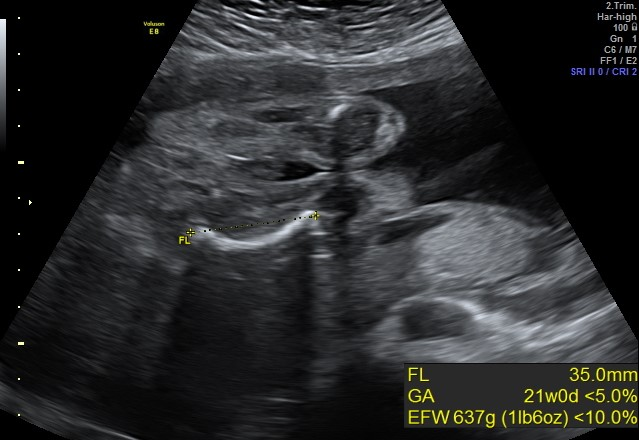 Voluson
E8
2.Trim.
Har-high
100
Gn 1
C6 / M7
FF1 / E2
SRI II 0 / CRI 2
FL
FL 35.0mm
GA 21w0d <5.0%
EFW 637g (1lb6oz) <10.0%